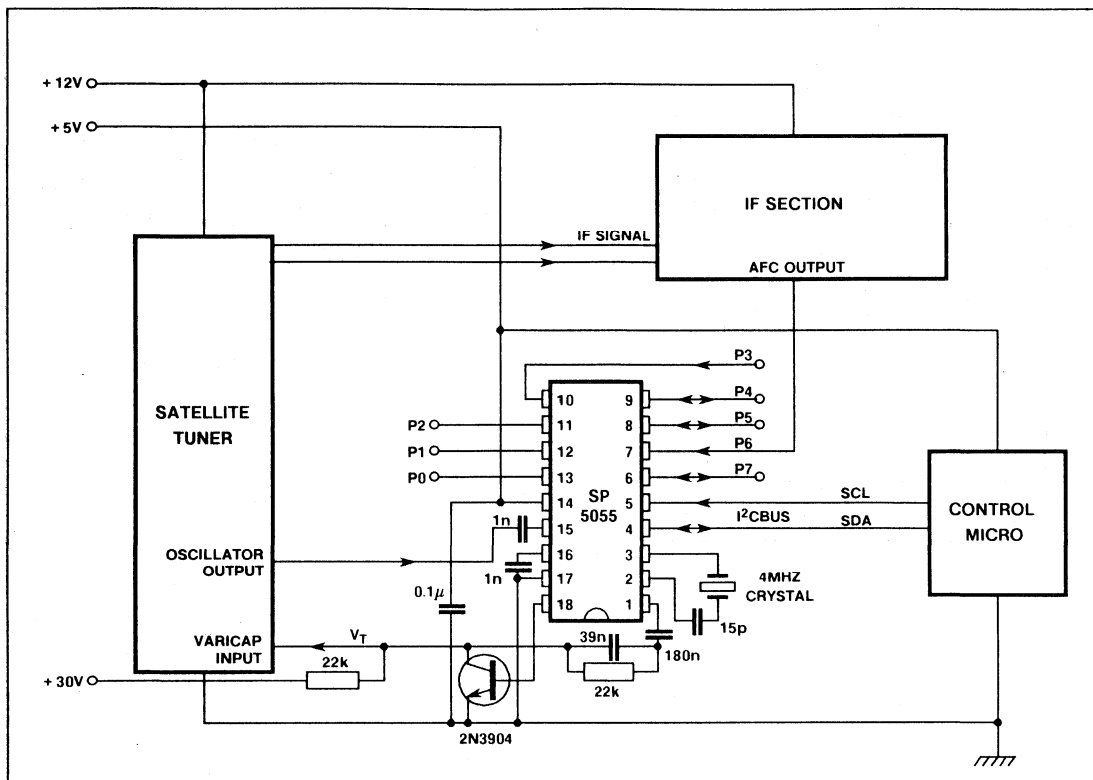 + 12V
+ 5V
IF SECTION
IF SIGNAL
AFC OUTPUT
SATELLITE
TUNER
P3
P4
P5
P6
P7
P2
P1
P0
10
11
12
13
14
15
16
17
18
9
8
7
6
5
4
3
2
1
SP
5055
SCL
I²CBUS
SDA
CONTROL
MICRO
1n
1n
0.1µ
OSCILLATOR
OUTPUT
4MHZ
CRYSTAL
15p
39n
180n
22k
VARICAP
INPUT
V_T
22k
+ 30V
2N3904